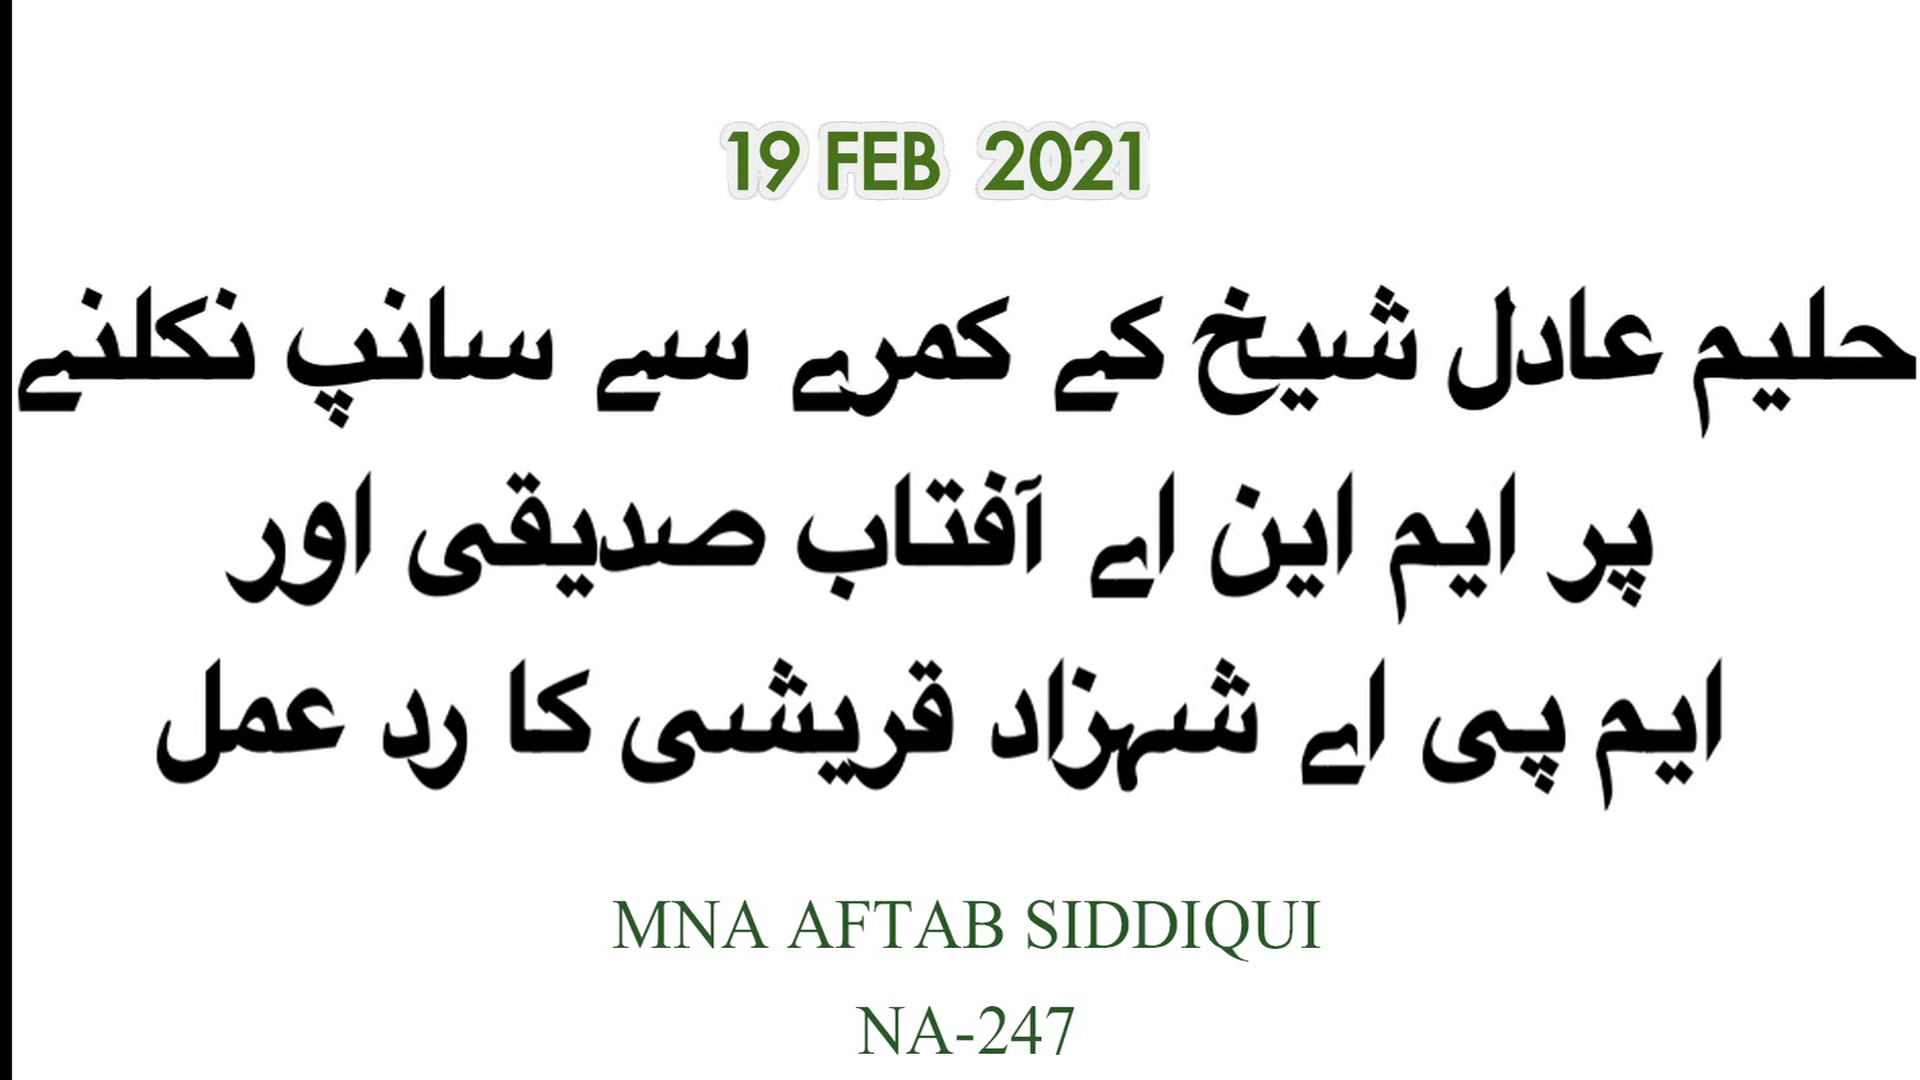 19 FEB 2021
حلیم عادل شیخ کے کمرے سے سانپ نکلنے
پر ایم این اے آفتاب صدیقی اور
ایم پی اے شہزاد قریشی کا رد عمل
MNA AFTAB SIDDIQUI
NA-247